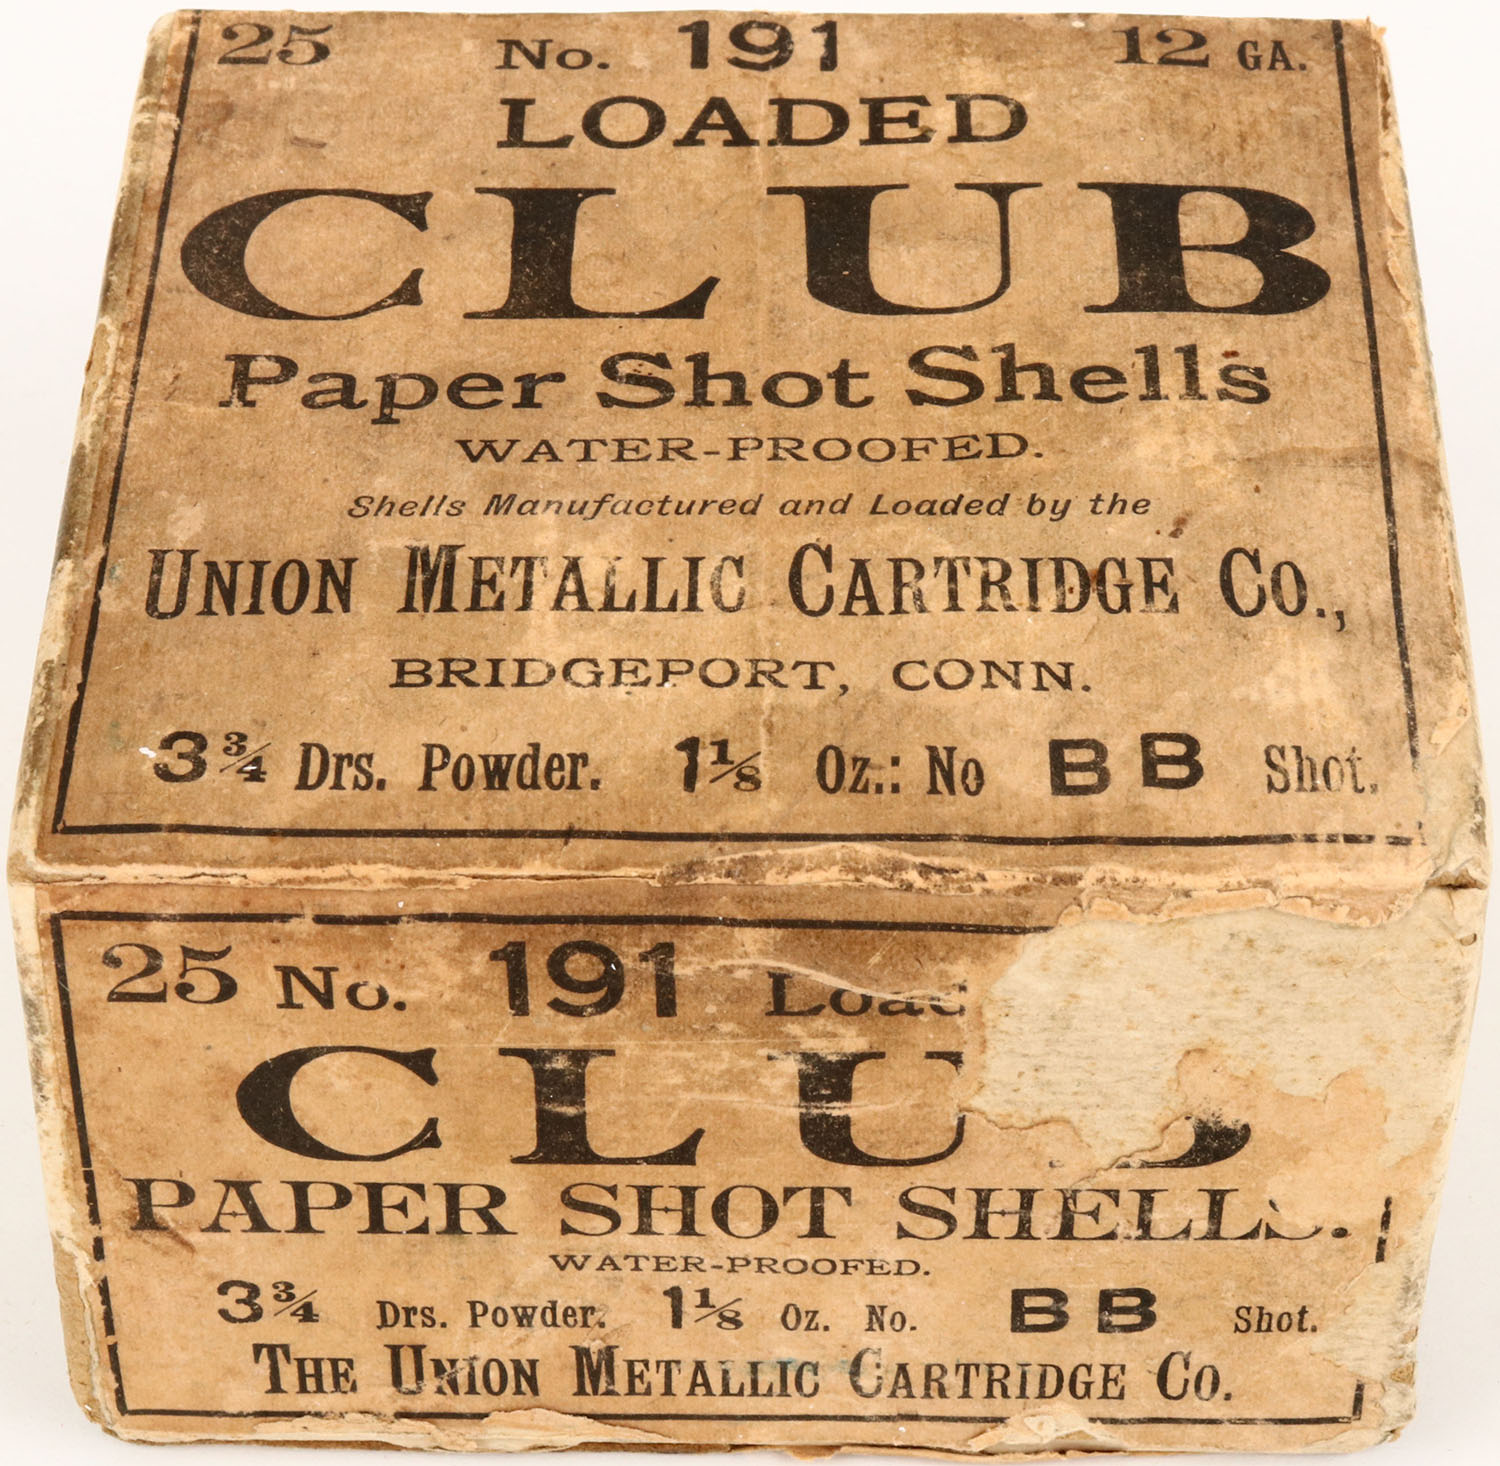 25 No. 191 12 GA.
LOADED
CLUB
Paper Shot Shells
WATER-PROOFED.
Shells Manufactured and Loaded by the
UNION METALLIC CARTRIDGE CO.,
BRIDGEPORT, CONN.
3¾ Drs. Powder. 1⅛ Oz.: No BB Shot.
25 No. 191
PAPER SHOT SHELLS.
WATER-PROOFED.
3¾ Drs. Powder. 1⅛ Oz. No. BB Shot.
THE UNION METALLIC CARTRIDGE CO.